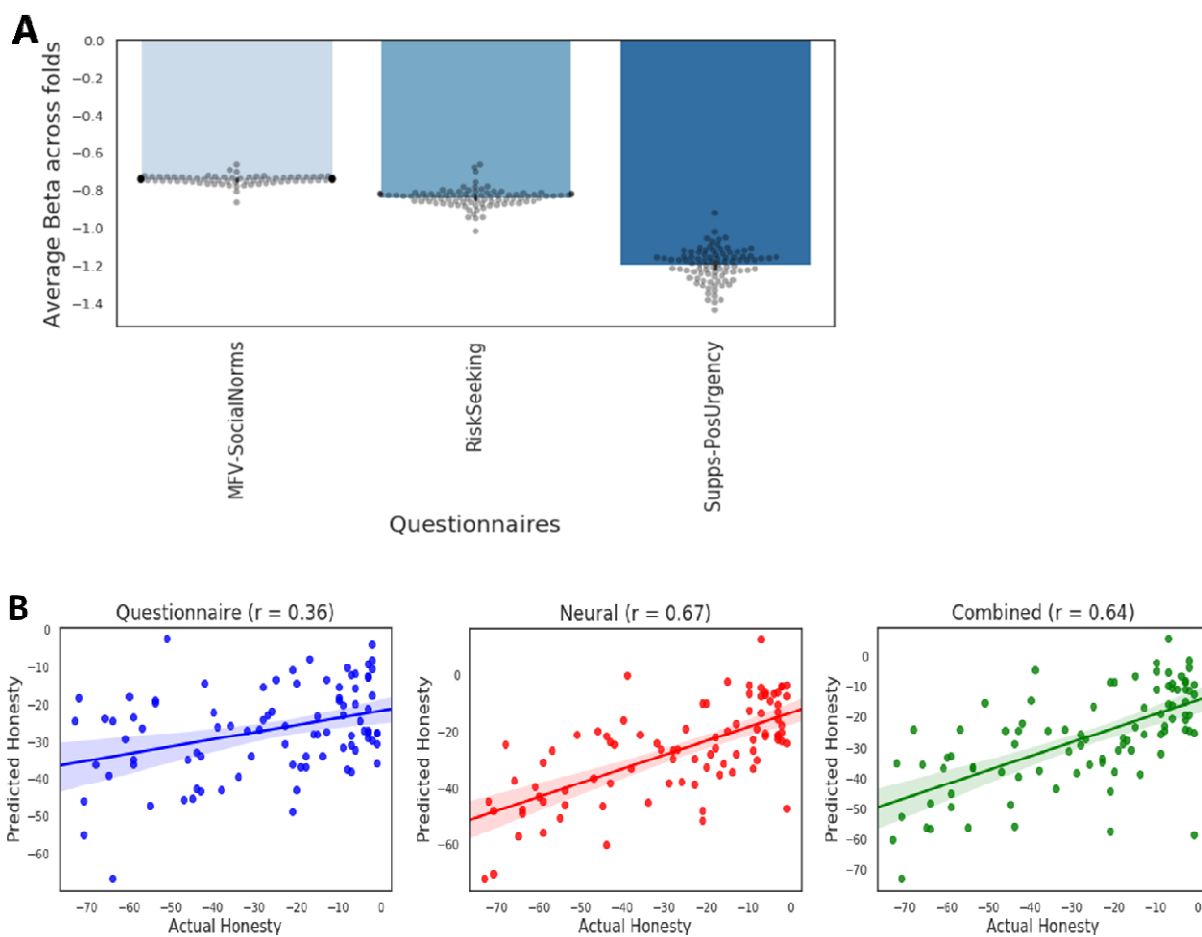 A
Average Beta across folds
0.0
−0.2
−0.4
−0.6
−0.8
−1.0
−1.2
−1.4
MFV-SocialNorms
RiskSeeking
Supps-PosUrgency
Questionnaires
B
Questionnaire (r = 0.36)
Predicted Honesty
0
−10
−20
−30
−40
−50
−60
−70 −60 −50 −40 −30 −20 −10 0
Actual Honesty
Neural (r = 0.67)
Predicted Honesty
0
−20
−40
−60
−70 −60 −50 −40 −30 −20 −10 0
Actual Honesty
Combined (r = 0.64)
Predicted Honesty
0
−10
−20
−30
−40
−50
−60
−70
−70 −60 −50 −40 −30 −20 −10 0
Actual Honesty